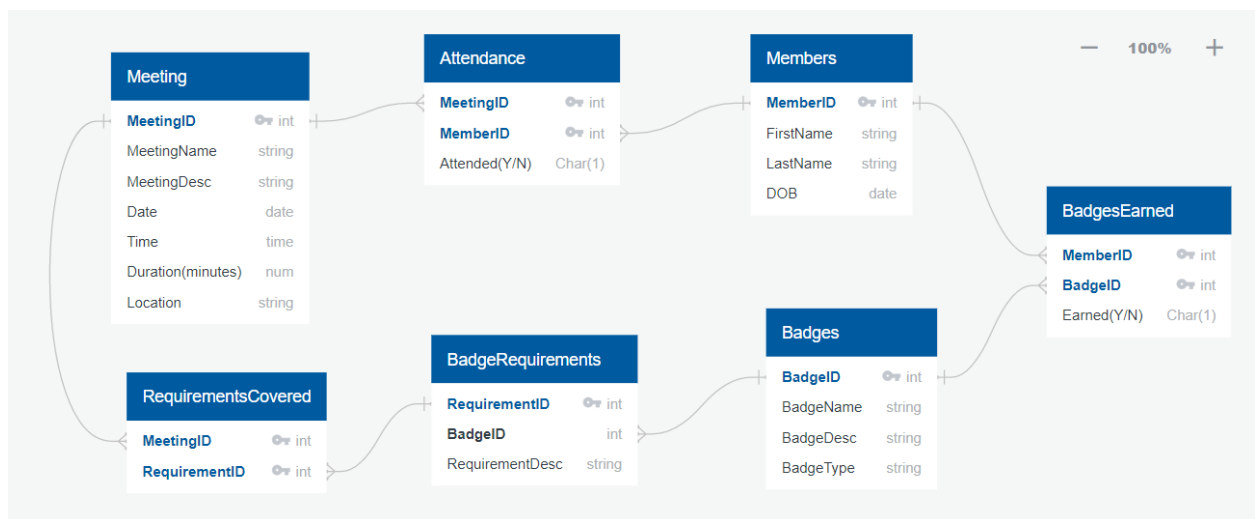 Meeting
MeetingID int
MeetingName string
MeetingDesc string
Date date
Time time
Duration(minutes) num
Location string
Attendance
MeetingID int
MemberID int
Attended(Y/N) Char(1)
Members
MemberID int
FirstName string
LastName string
DOB date
100%
BadgesEarned
MemberID int
BadgeID int
Earned(Y/N) Char(1)
RequirementsCovered
MeetingID int
RequirementID int
BadgeRequirements
RequirementID int
BadgeID int
RequirementDesc string
Badges
BadgeID int
BadgeName string
BadgeDesc string
BadgeType string